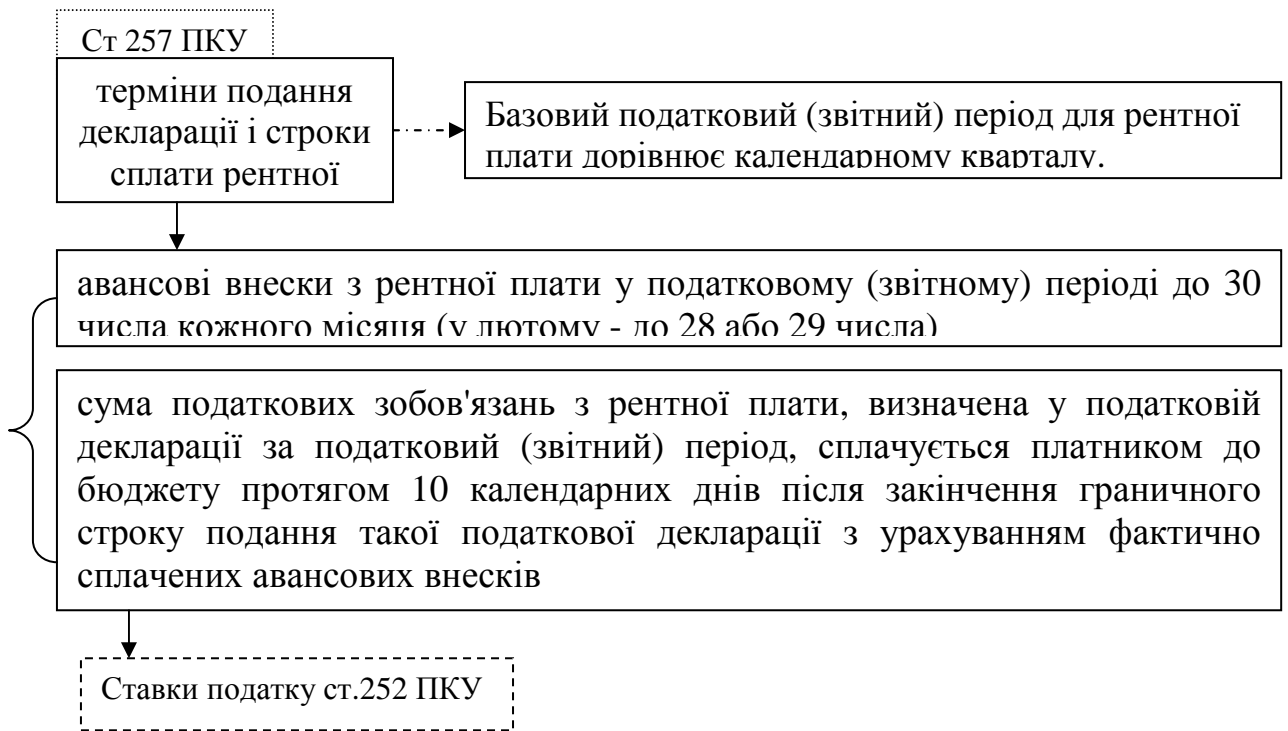 Ст 257 ПКУ
терміни подання
декларації і строки
сплати рентної
Базовий податковий (звітний) період для рентної
плати дорівнює календарному кварталу.
авансові внески з рентної плати у податковому (звітному) періоді до 30
числа кожного місяця (у лютому - до 28 або 29 числа)
сума податкових зобов'язань з рентної плати, визначена у податковій
декларації за податковий (звітний) період, сплачується платником до
бюджету протягом 10 календарних днів після закінчення граничного
строку подання такої податкової декларації з урахуванням фактично
сплачених авансових внесків
Ставки податку ст.252 ПКУ